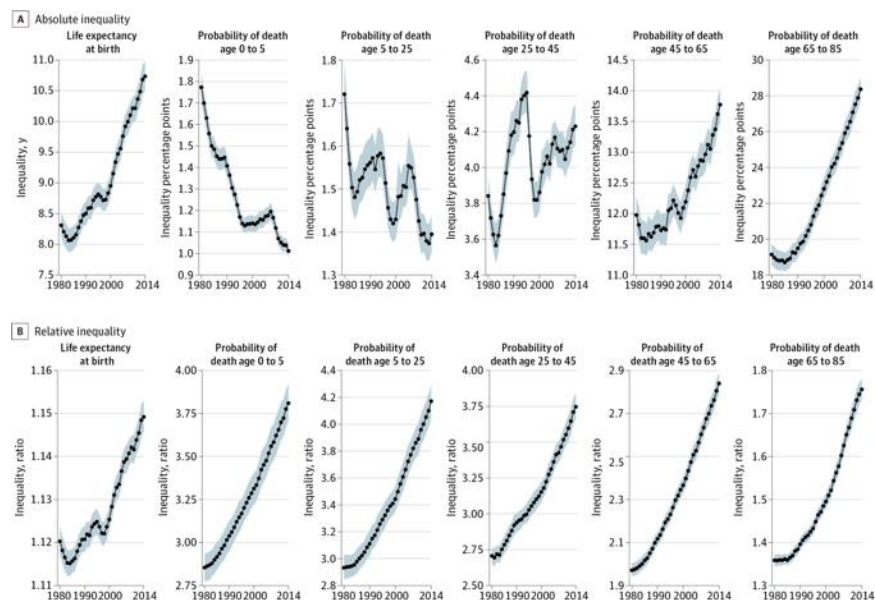 A Absolute inequality
Life expectancy
at birth
Inequality, y
11.0
10.5
10.0
9.5
9.0
8.5
8.0
7.5
1980 1990 2000 2014
Probability of death
age 0 to 5
Inequality percentage points
1.9
1.8
1.7
1.6
1.5
1.4
1.3
1.2
1.1
1.0
0.9
1980 1990 2000 2014
Probability of death
age 5 to 25
Inequality percentage points
1.8
1.7
1.6
1.5
1.4
1.3
1980 1990 2000 2014
Probability of death
age 25 to 45
Inequality percentage points
4.6
4.4
4.2
4.0
3.8
3.6
3.4
1980 1990 2000 2014
Probability of death
age 45 to 65
Inequality percentage points
14.5
14.0
13.5
13.0
12.5
12.0
11.5
11.0
1980 1990 2000 2014
Probability of death
age 65 to 85
Inequality percentage points
30
28
26
24
22
20
19
18
1980 1990 2000 2014
B Relative inequality
Life expectancy
at birth
Inequality, ratio
1.16
1.15
1.14
1.13
1.12
1.11
1980 1990 2000 2014
Probability of
death age 0 to 5
Inequality, ratio
4.00
3.75
3.50
3.25
3.00
2.75
1980 1990 2000 2014
Probability of
death age 5 to 25
Inequality, ratio
4.4
4.2
4.0
3.8
3.6
3.4
3.2
3.0
2.8
1980 1990 2000 2014
Probability of
death age 25 to 45
Inequality, ratio
4.00
3.75
3.50
3.25
3.00
2.75
2.50
1980 1990 2000 2014
Probability of
death age 45 to 65
Inequality, ratio
2.9
2.7
2.5
2.3
2.1
1.9
1980 1990 2000 2014
Probability of death
age 65 to 85
Inequality, ratio
1.8
1.7
1.6
1.5
1.4
1.3
1980 1990 2000 2014